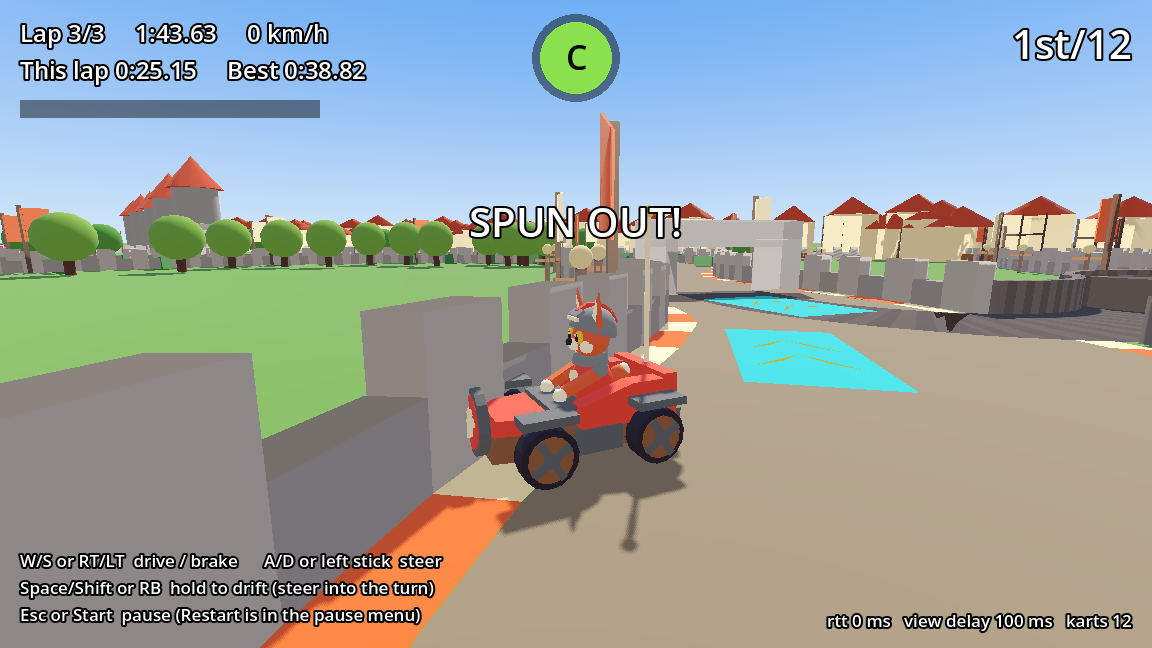 Lap 3/3 1:43.63 0 km/h
This lap 0:25.15 Best 0:38.82
C
1st/12
SPUN OUT!
W/S or RT/LT drive / brake A/D or left stick steer
Space/Shift or RB hold to drift (steer into the turn)
Esc or Start pause (Restart is in the pause menu)
rtt 0 ms view delay 100 ms karts 12